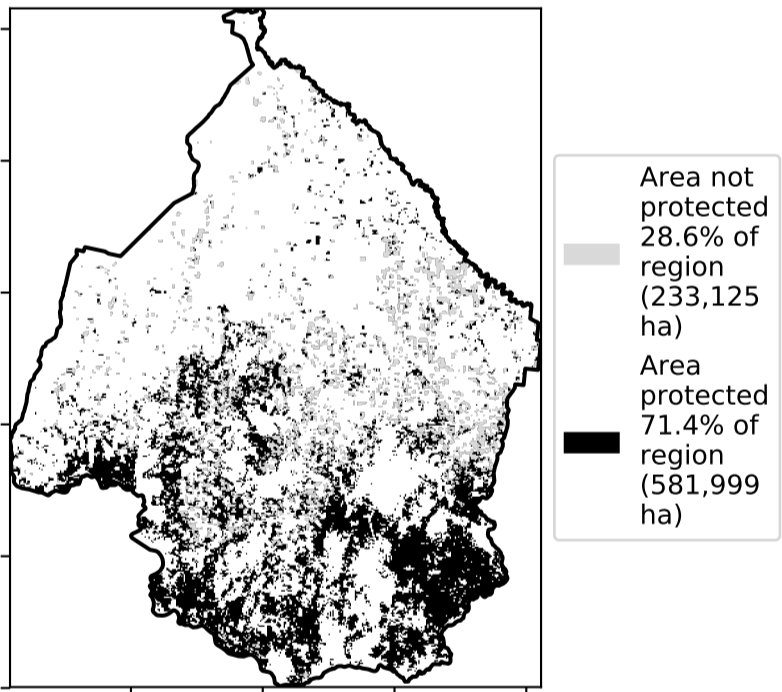 Area not
protected
28.6% of
region
(233,125
ha)
Area
protected
71.4% of
region
(581,999
ha)